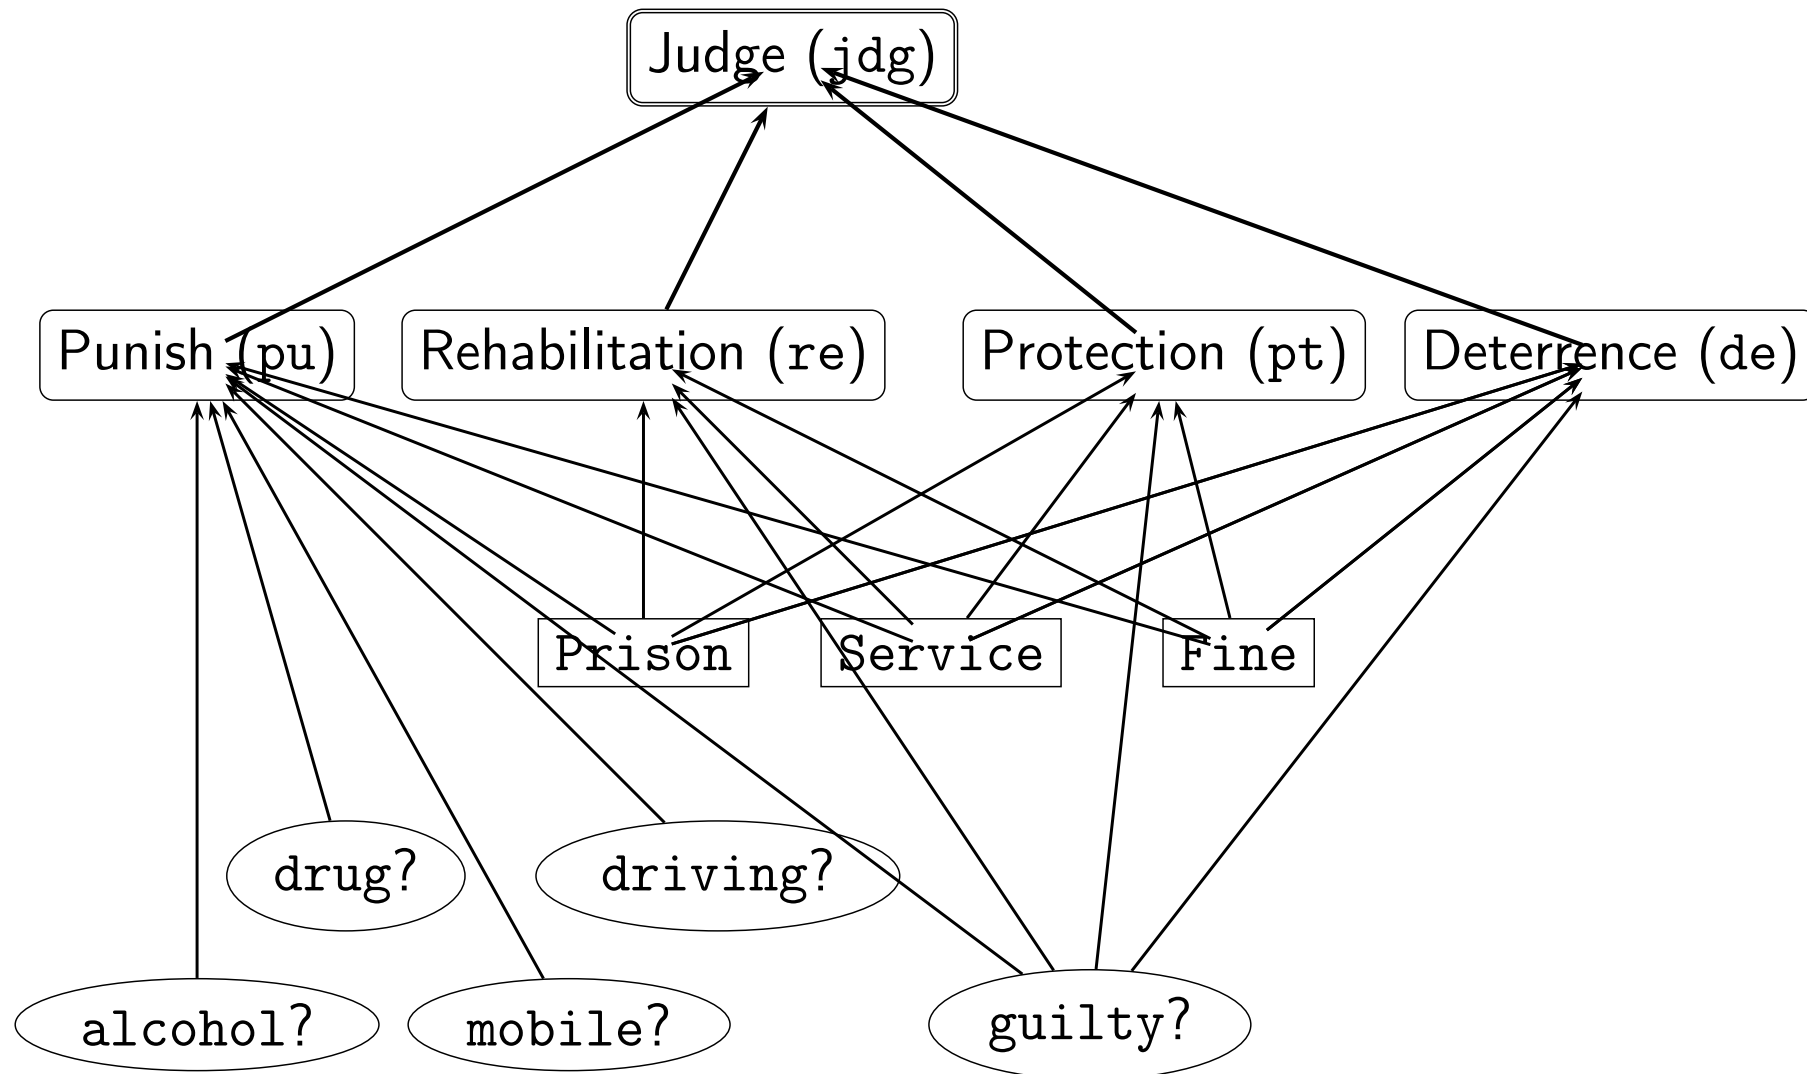 Judge (jdg)
Punish (pu)
Rehabilitation (re)
Protection (pt)
Deterrence (de)
Prison
Service
Fine
drug?
driving?
alcohol?
mobile?
guilty?